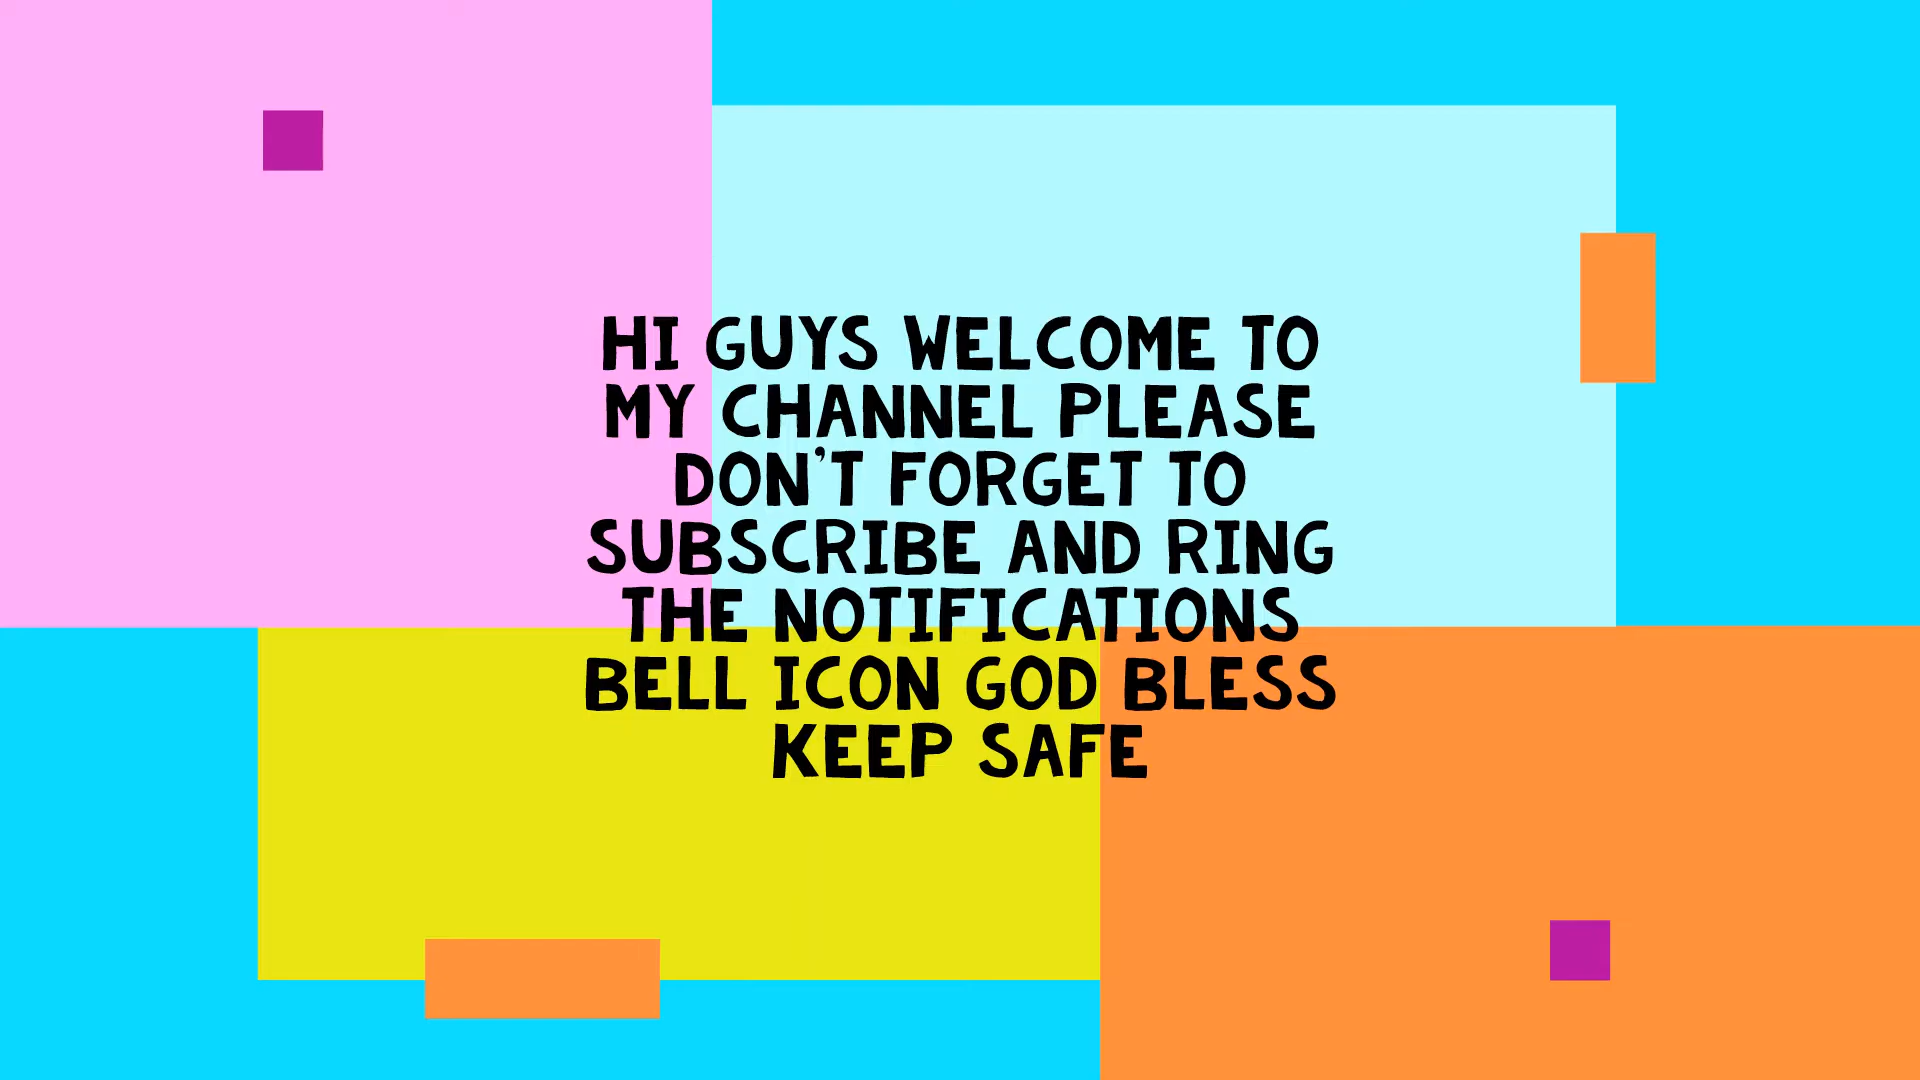 HI GUYS WELCOME TO
MY CHANNEL PLEASE
DON'T FORGET TO
SUBSCRIBE AND RING
THE NOTIFICATIONS
BELL ICON GOD BLESS
KEEP SAFE